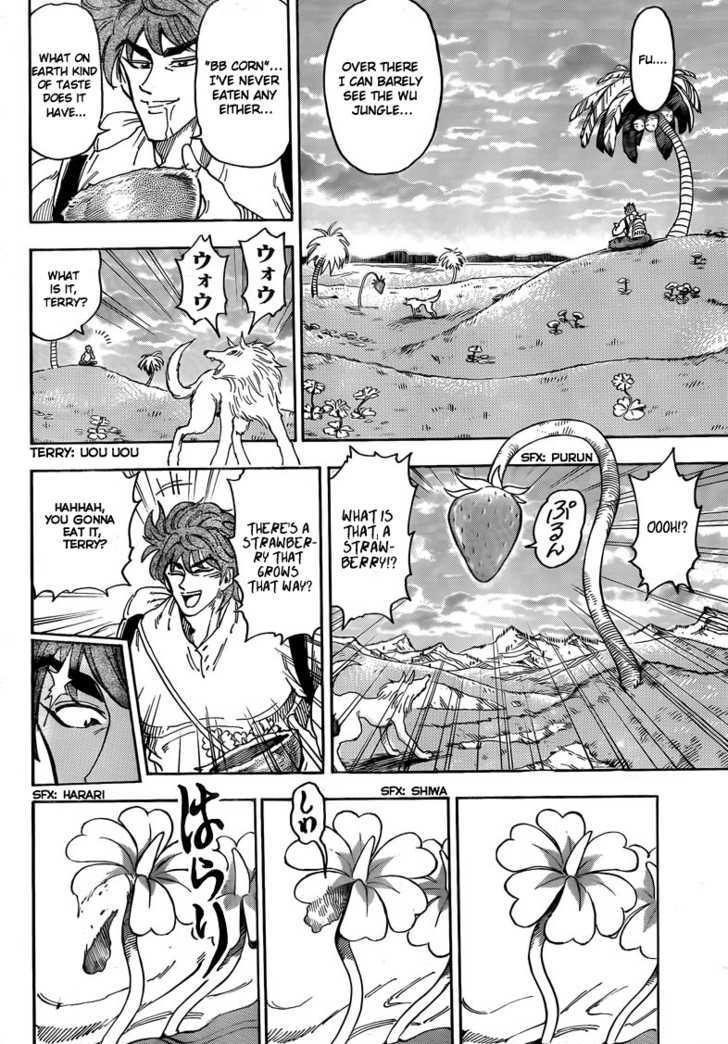 FU....
OVER THERE
I CAN BARELY
SEE THE WU
JUNGLE...
"BB CORN"...
I'VE NEVER
EATEN ANY
EITHER...
WHAT ON
EARTH KIND
OF TASTE
DOES IT
HAVE...
ウォウ
ウォウ
WHAT IS
IT, TERRY?
TERRY: UOU UOU
SFX: PURUN
OOOH!?
ぷるん
WHAT IS
THAT, A
STRAW-
BERRY!?
THERE'S A
STRAWBER-
RY THAT
GROWS
THAT WAY?
HAHHAH,
YOU GONNA
EAT IT,
TERRY?
SFX: SHIWA
しわ
SFX: HARARI
はらり